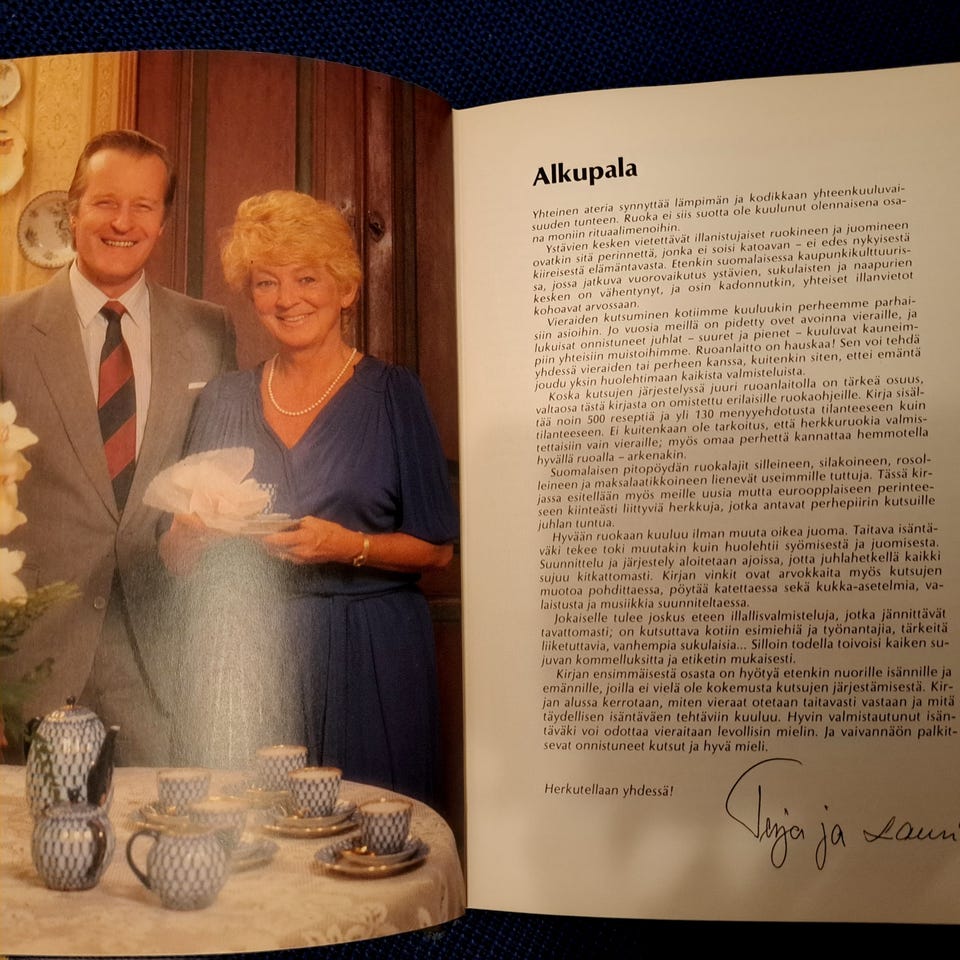 Alkupala
Yhteinen ateria synnyttää lämpimän ja kodikkaan yhteenkuuluvai-
suuden tunteen. Ruoka ei siis suotta ole kuulunut olennaisena osa-
na moniin rituaalimenoihin.
Ystävien kesken vietettävät illanistujaiset ruokineen ja juomineen
ovatkin sitä perinnettä, jonka ei soisi katoavan – ei edes nykyisestä
kiireisestä elämäntavasta. Etenkin suomalaisessa kaupunkikulttuuris-
sa, jossa jatkuva vuorovaikutus ystävien, sukulaisten ja naapurien
kesken on vähentynyt, ja osin kadonnutkin, yhteiset illanvietot
kohoavat arvossaan.
Vieraiden kutsuminen kotiimme kuuluukin perheemme parhai-
siin asioihin. Jo vuosia meillä on pidetty ovet avoinna vieraille, ja
lukuisat onnistuneet juhlat – suuret ja pienet – kuuluvat kauneim-
piin yhteisiin muistoihimme. Ruoanlaitto on hauskaa! Sen voi tehdä
yhdessä vieraiden tai perheen kanssa, kuitenkin siten, ettei emäntä
joudu yksin huolehtimaan kaikista valmisteluista.
Koska kutsujen järjestelyssä juuri ruoanlaitolla on tärkeä osuus,
valtaosa tästä kirjasta on omistettu erilaisille ruokaohjeille. Kirja sisäl-
tää noin 500 reseptiä ja yli 130 menyyehdotusta tilanteeseen kuin
tilanteeseen. Ei kuitenkaan ole tarkoitus, että herkkuruokia valmis-
tettaisiin vain vieraille; myös omaa perhettä kannattaa hemmotella
hyvällä ruoalla – arkenakin.
Suomalaisen pitopöydän ruokalajit silleineen, silakoineen, rosol-
leineen ja maksalaatikkoineen lienevät useimmille tuttuja. Tässä kir-
jassa esitellään myös meille uusia mutta eurooppalaiseen perintee-
seen kiinteästi liittyviä herkkuja, jotka antavat perhepiirin kutsuille
juhlan tuntua.
Hyvään ruokaan kuuluu ilman muuta oikea juoma. Taitava isäntä-
väki tekee toki muutakin kuin huolehtii syömisestä ja juomisesta.
Suunnittelu ja järjestely aloitetaan ajoissa, jotta juhlahetkellä kaikki
sujuu kitkattomasti. Kirjan vinkit ovat arvokkaita myös kutsujen
muotoa pohdittaessa, pöytää katettaessa sekä kukka-asetelmia, va-
laistusta ja musiikkia suunniteltaessa.
Jokaiselle tulee joskus eteen illallisvalmisteluja, jotka jännittävät
tavattomasti; on kutsuttava kotiin esimiehiä ja työnantajia, tärkeitä
liiketuttavia, vanhempia sukulaisia... Silloin todella toivoisi kaiken su-
juvan kommelluksitta ja etiketin mukaisesti.
Kirjan ensimmäisestä osasta on hyötyä etenkin nuorille isännille ja
emännille, joilla ei vielä ole kokemusta kutsujen järjestämisestä. Kir-
jan alussa kerrotaan, miten vieraat otetaan taitavasti vastaan ja mitä
täydellisen isäntäväen tehtäviin kuuluu. Hyvin valmistautunut isän-
täväki voi odottaa vieraitaan levollisin mielin. Ja vaivannäön palkit-
sevat onnistuneet kutsut ja hyvä mieli.
Herkutellaan yhdessä!
Terja ja Lauri